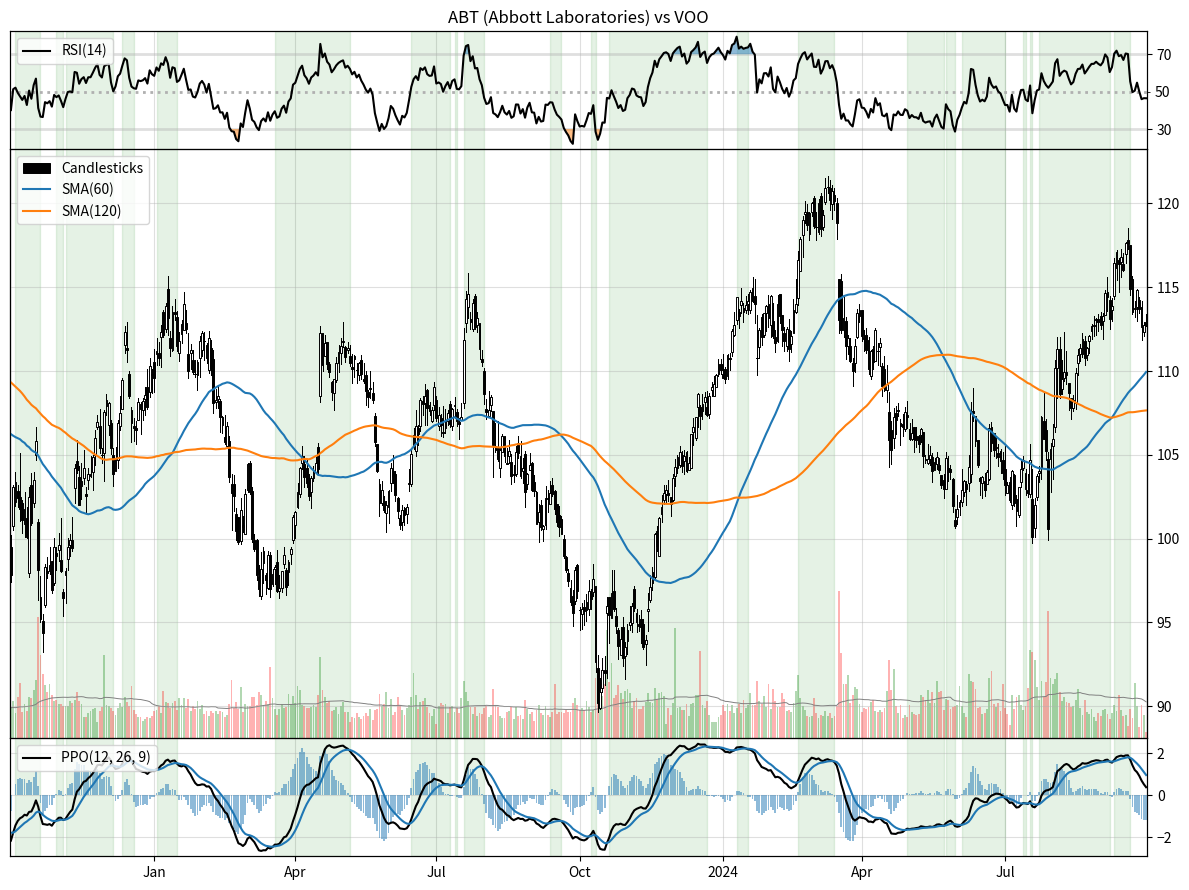 ABT (Abbott Laboratories) vs VOO
RSI(14)
70
50
30
Candlesticks
SMA(60)
SMA(120)
120
115
110
105
100
95
90
PPO(12, 26, 9)
2
0
−2
Jan Apr Jul Oct 2024 Apr Jul